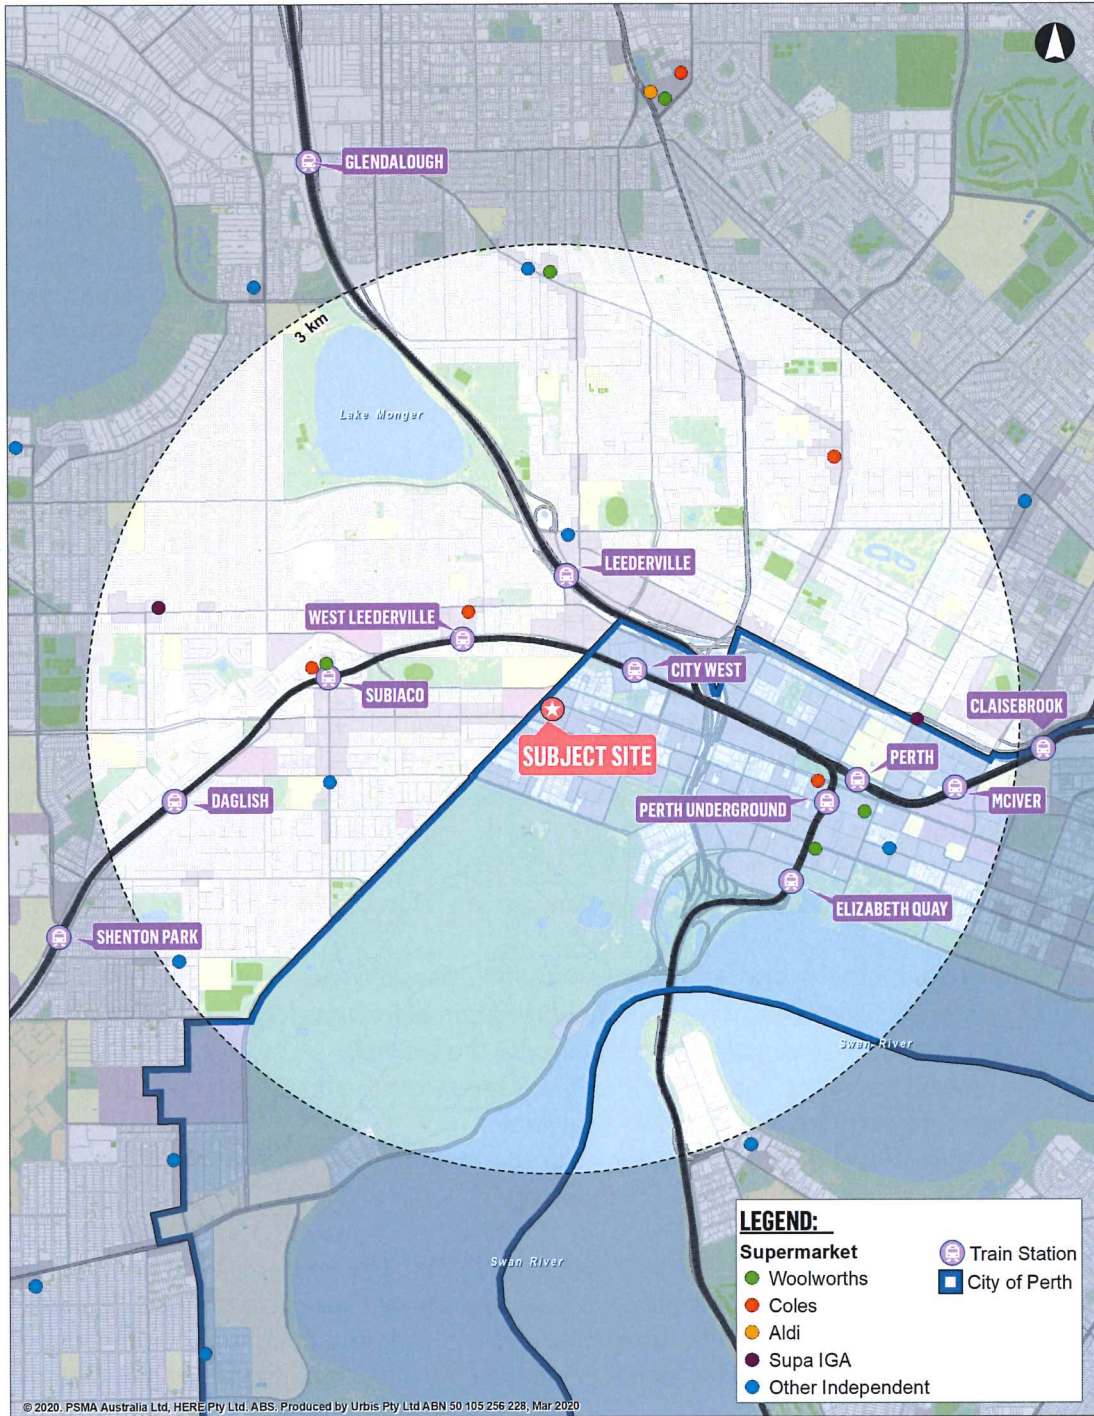 GLENDALOUGH
3 km
Lake Monger
LEEDERVILLE
WEST LEEDERVILLE
CITY WEST
SUBIACO
CLAISEBROOK
SUBJECT SITE
PERTH
DAGLISH
PERTH UNDERGROUND
MCIVER
ELIZABETH QUAY
SHENTON PARK
Swan River
Swan River
LEGEND:
Supermarket
Woolworths
Coles
Aldi
Supa IGA
Other Independent
Train Station
City of Perth
© 2020. PSMA Australia Ltd, HERE Pty Ltd. ABS. Produced by Urbis Pty Ltd ABN 50 105 256 228, Mar 2020